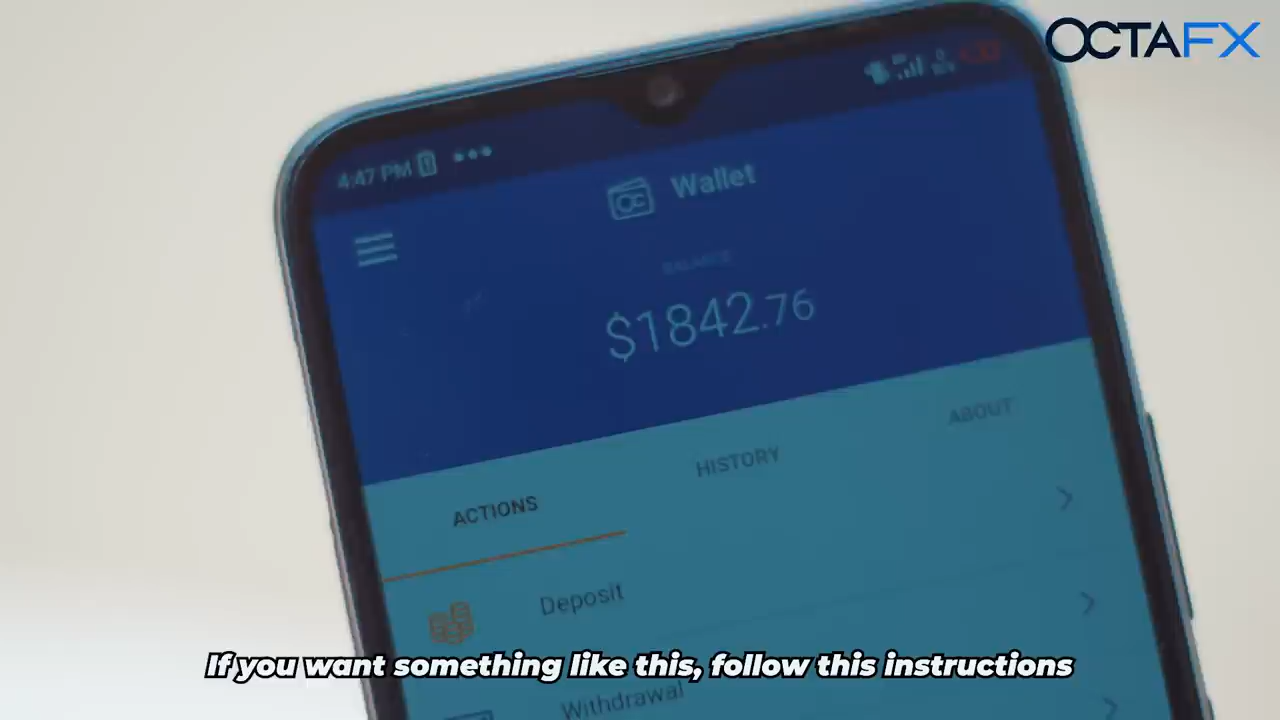 OCTAFX
4:47 PM
Wallet
BALANCE
$1842.76
ACTIONS
HISTORY
ABOUT
Deposit
Withdrawal
If you want something like this, follow this instructions